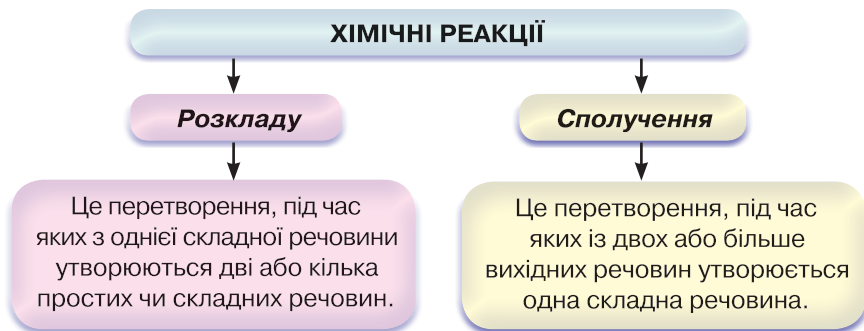 ХІМІЧНІ РЕАКЦІЇ
Розкладу
Це перетворення, під час
яких з однієї складної речовини
утворюються дві або кілька
простих чи складних речовин.
Сполучення
Це перетворення, під час
яких із двох або більше
вихідних речовин утворюється
одна складна речовина.